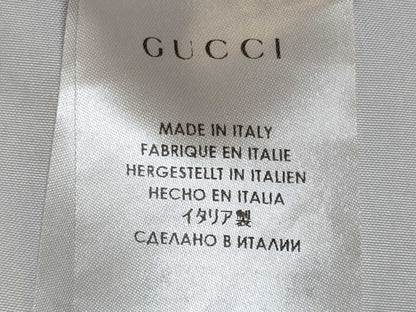 GUCCI
MADE IN ITALY
FABRIQUE EN ITALIE
HERGESTELLT IN ITALIEN
HECHO EN ITALIA
イタリア製
СДЕЛАНО В ИТАЛИИ